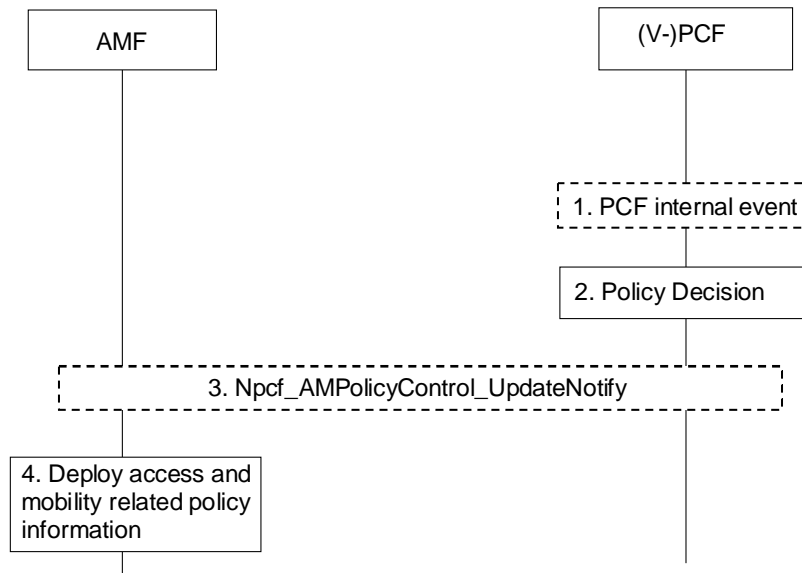 AMF
(V-)PCF
1. PCF internal event
2. Policy Decision
3. Npcf_AMPolicyControl_UpdateNotify
4. Deploy access and
mobility related policy
information